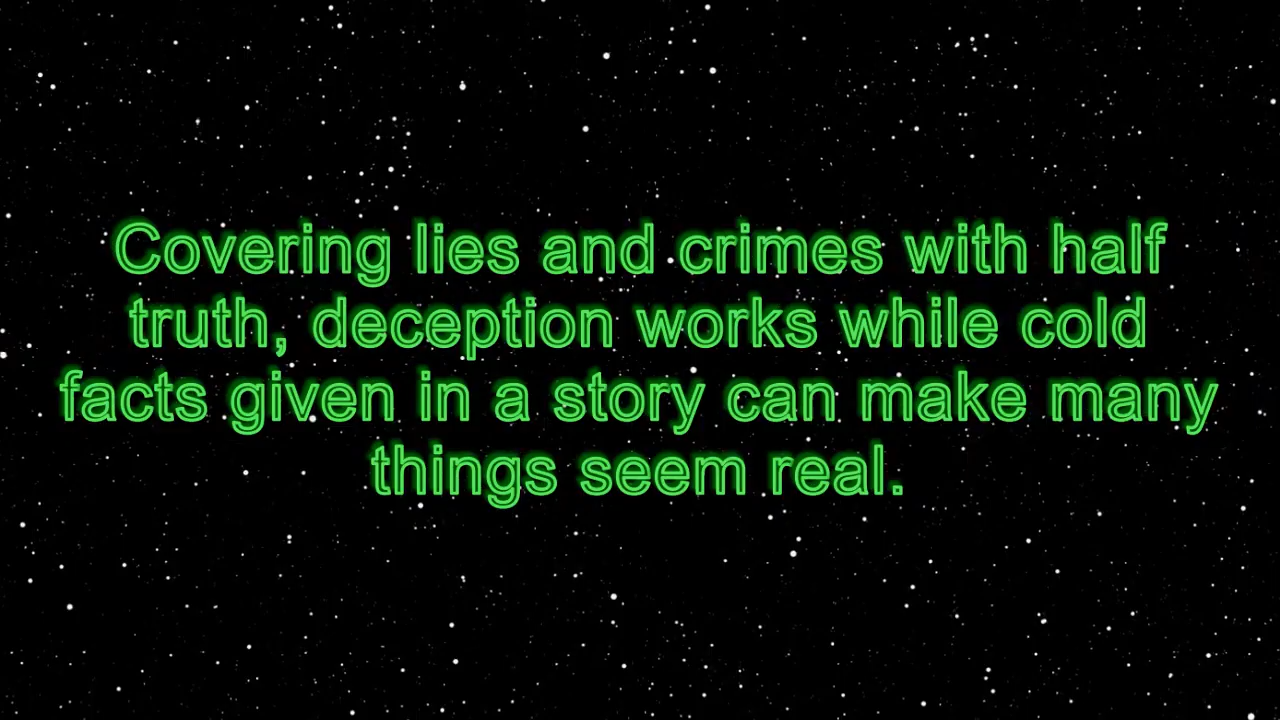 Covering lies and crimes with half
truth, deception works while cold
facts given in a story can make many
things seem real.